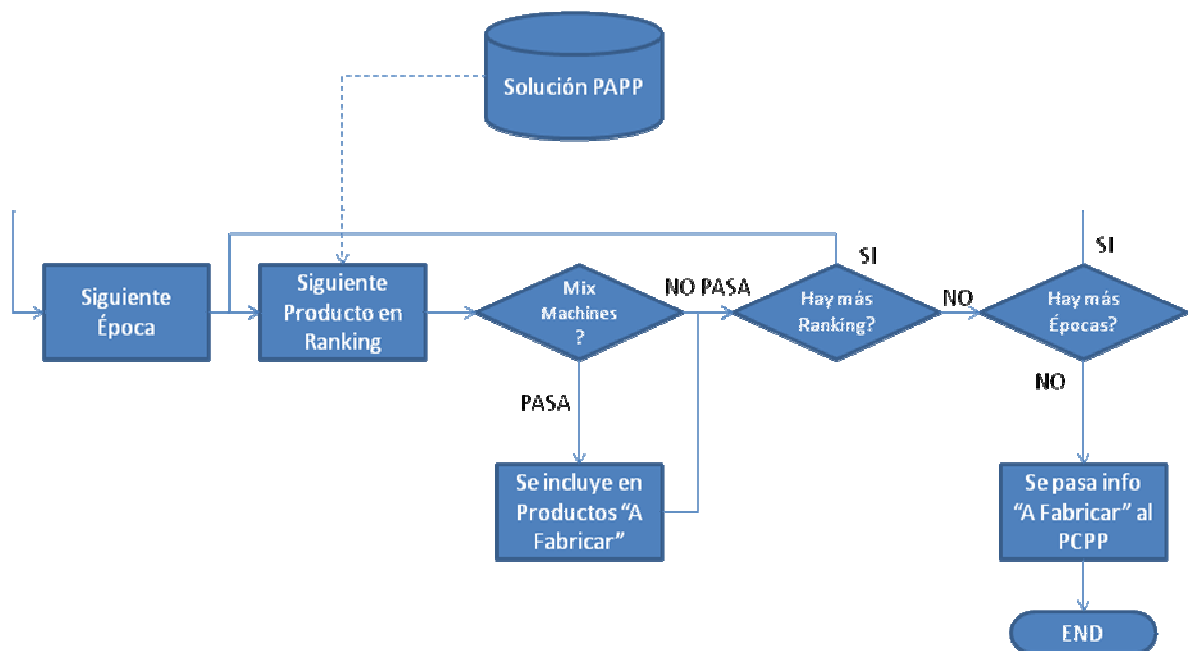 Solución PAPP
SI
SI
Siguiente
Época
Siguiente
Producto en
Ranking
Mix
Machines
?
NO PASA
Hay más
Ranking?
NO
Hay más
Épocas?
PASA
NO
Se incluye en
Productos “A
Fabricar”
Se pasa info
“A Fabricar” al
PCPP
END